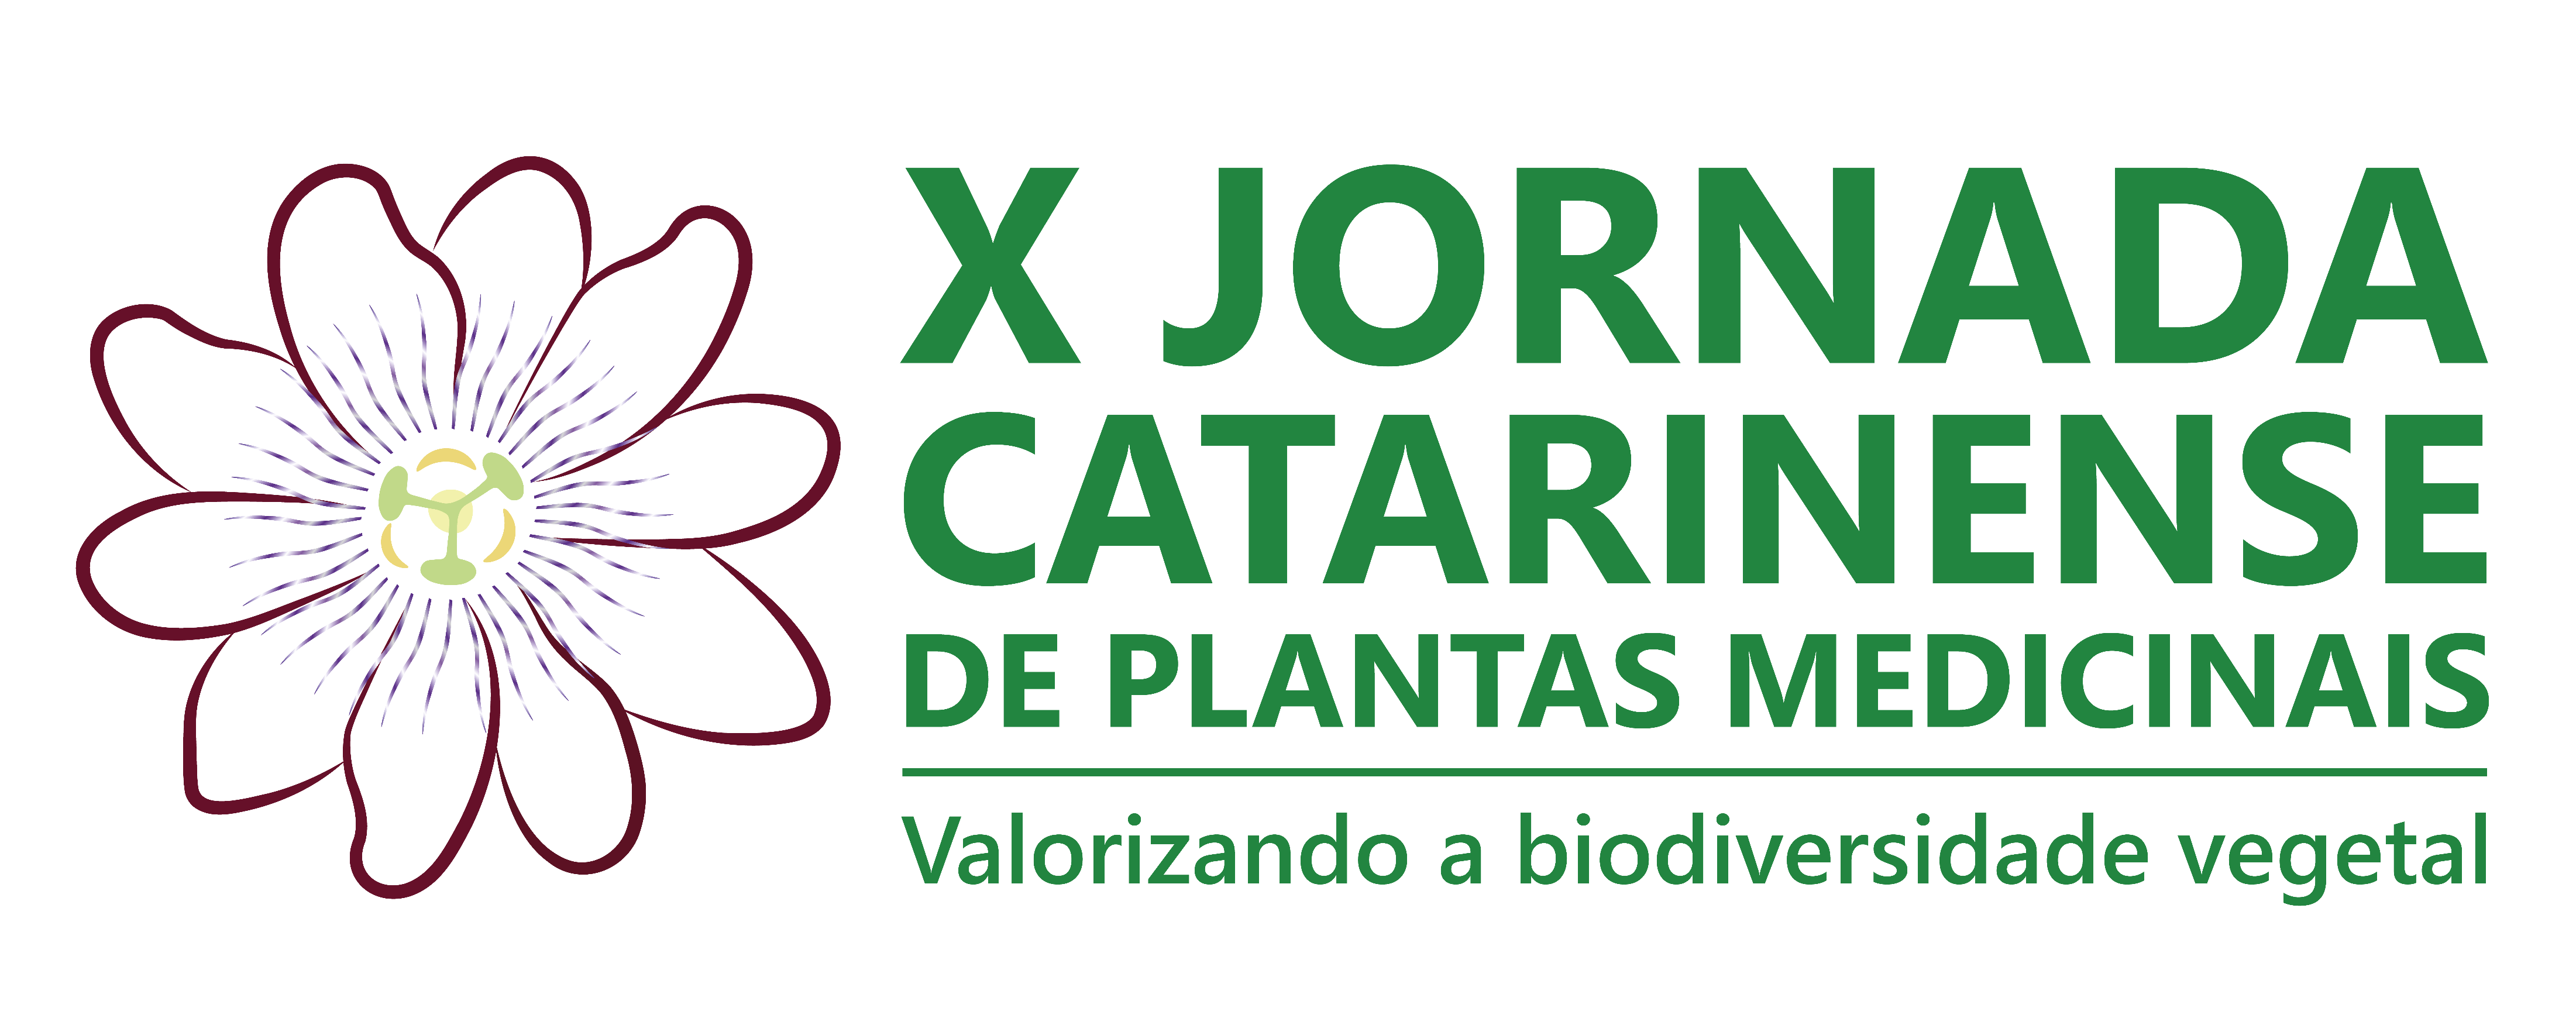 X JORNADA
CATARINENSE
DE PLANTAS MEDICINAIS
Valorizando a biodiversidade vegetal